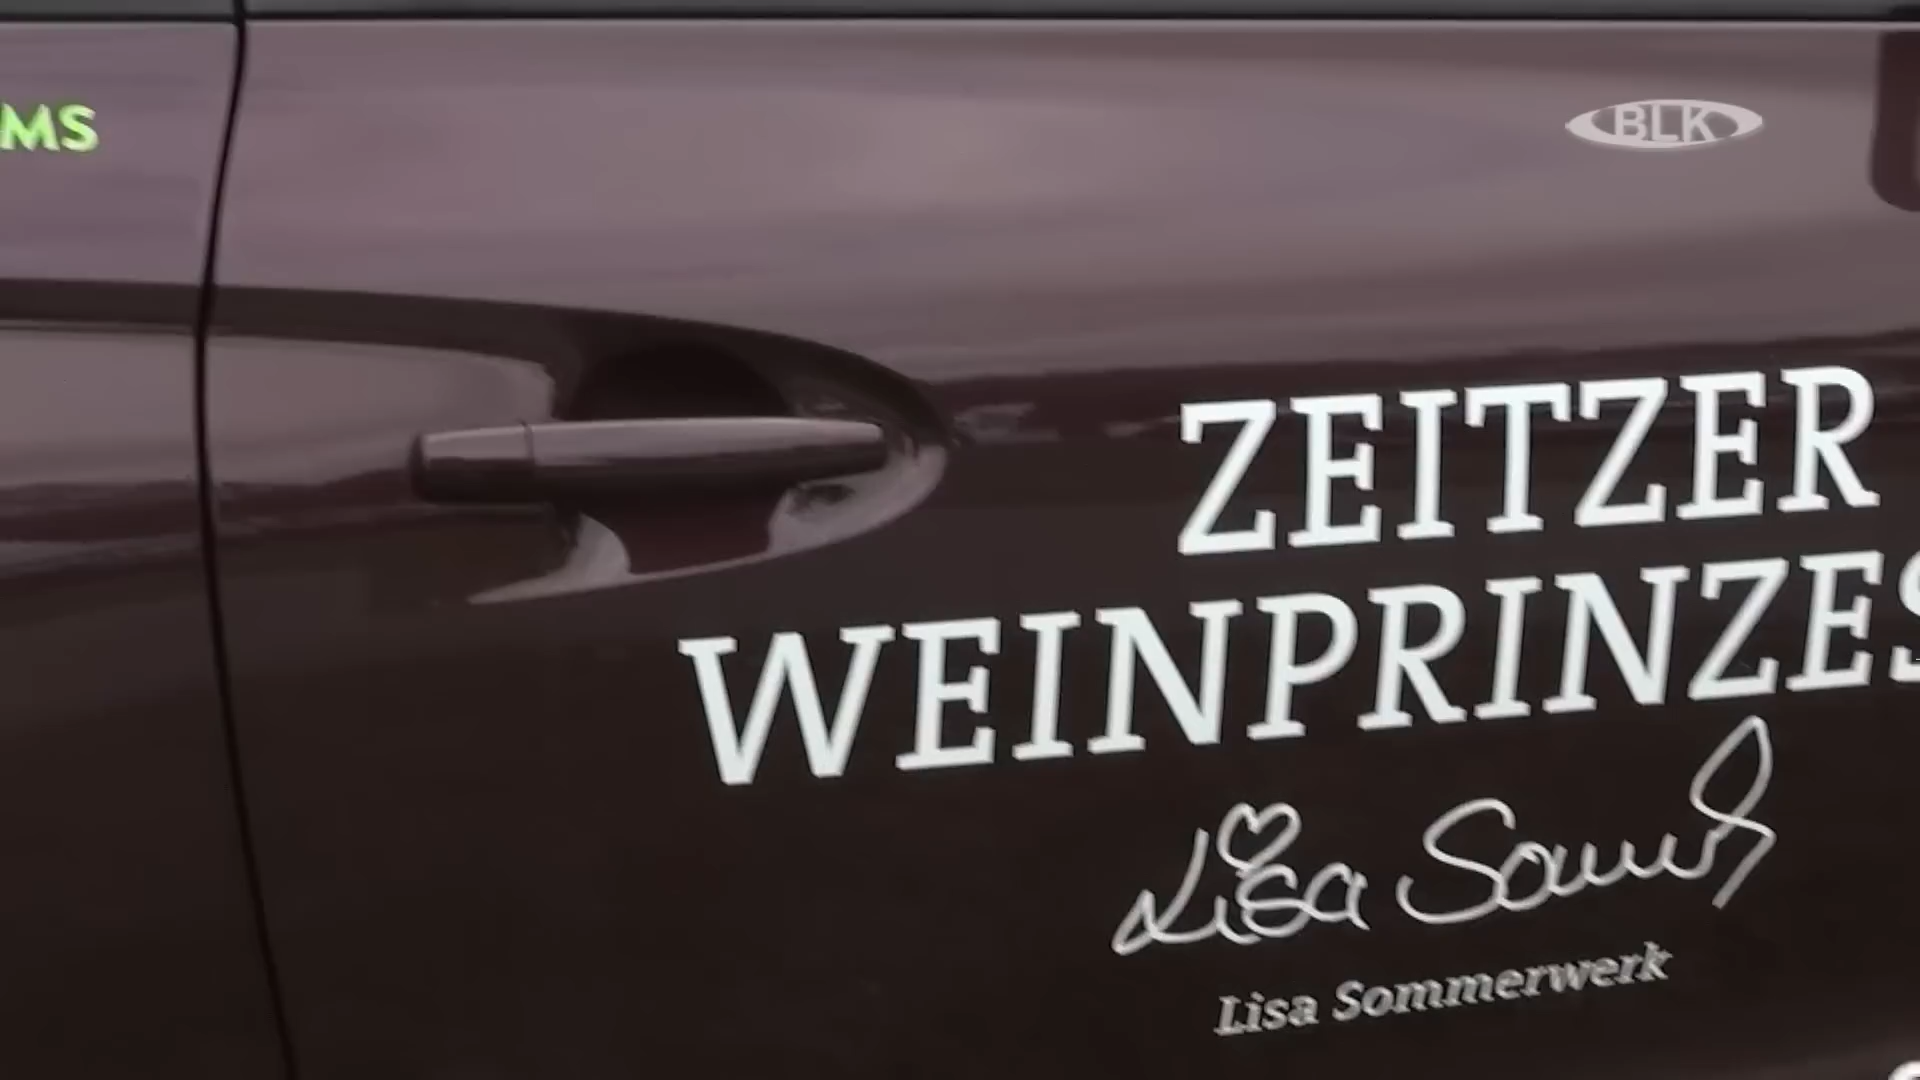 MS
BLK
ZEITZER
WEINPRINZES
Lisa Somm
Lisa Sommerwerk